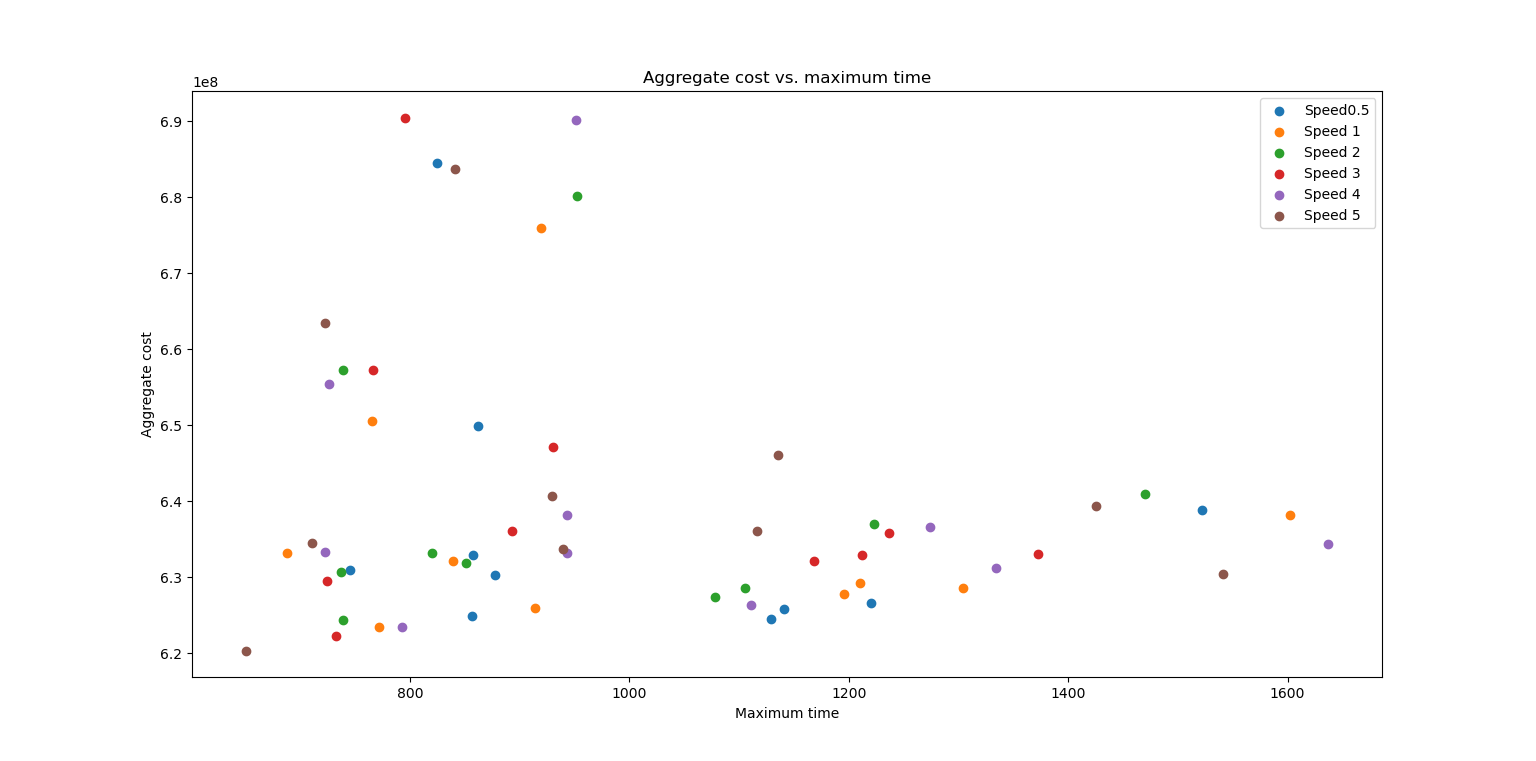 Aggregate cost vs. maximum time
1e8
6.9
6.8
6.7
6.6
6.5
6.4
6.3
6.2
Aggregate cost
800
1000
1200
1400
1600
Maximum time
Speed0.5
Speed 1
Speed 2
Speed 3
Speed 4
Speed 5